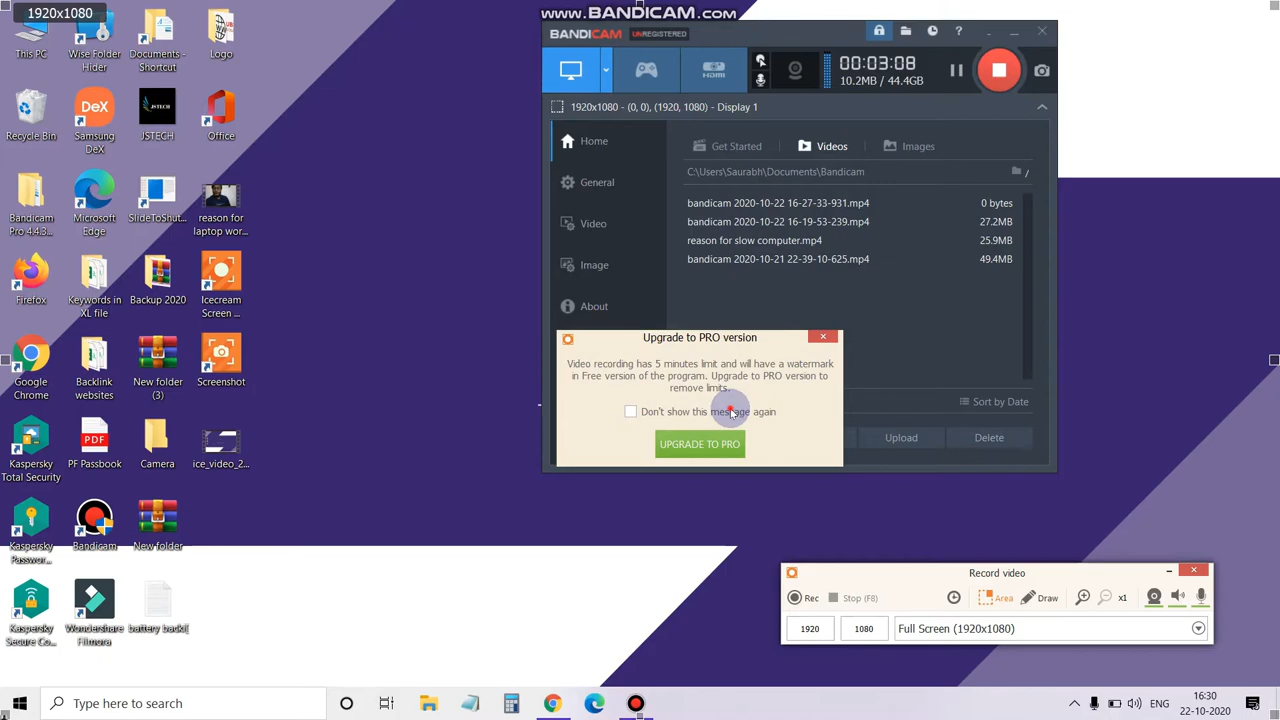 1920x1080
www.BANDICAM.com
BANDICAM UNREGISTERED
?
HDMI
00:03:08
10.2MB / 44.4GB
1920x1080 - (0, 0), (1920, 1080) - Display 1
Home
General
Video
Image
About
Get Started
Videos
Images
C:\Users\Saurabh\Documents\Bandicam
/
bandicam 2020-10-22 16-27-33-931.mp4 0 bytes
bandicam 2020-10-22 16-19-53-239.mp4 27.2MB
reason for slow computer.mp4 25.9MB
bandicam 2020-10-21 22-39-10-625.mp4 49.4MB
Sort by Date
Upload
Delete
Upgrade to PRO version
Video recording has 5 minutes limit and will have a watermark
in Free version of the program. Upgrade to PRO version to
remove limits.
Don't show this message again
UPGRADE TO PRO
Record video
Rec
Stop (F8)
Area
Draw
x1
1920
1080
Full Screen (1920x1080)
This PC
Wise Folder
Hider
Documents -
Shortcut
Logo
Recycle Bin
DeX
Samsung
DeX
JSTECH
JSTECH
Office
Bandicam
Pro 4.4.3...
Microsoft
Edge
SlideToShut...
reason for
laptop wor...
Firefox
Keywords in
XL file
Backup 2020
Icecream
Screen ...
Google
Chrome
Backlink
websites
New folder
(3)
Screenshot
Kaspersky
Total Security
PDF
PF Passbook
Camera
ice_video_2...
Kaspersky
Passwor...
Bandicam
New folder
Kaspersky
Secure Co...
Wondershare
Filmora
battery backi[
Type here to search
ENG
16:30
22-10-2020